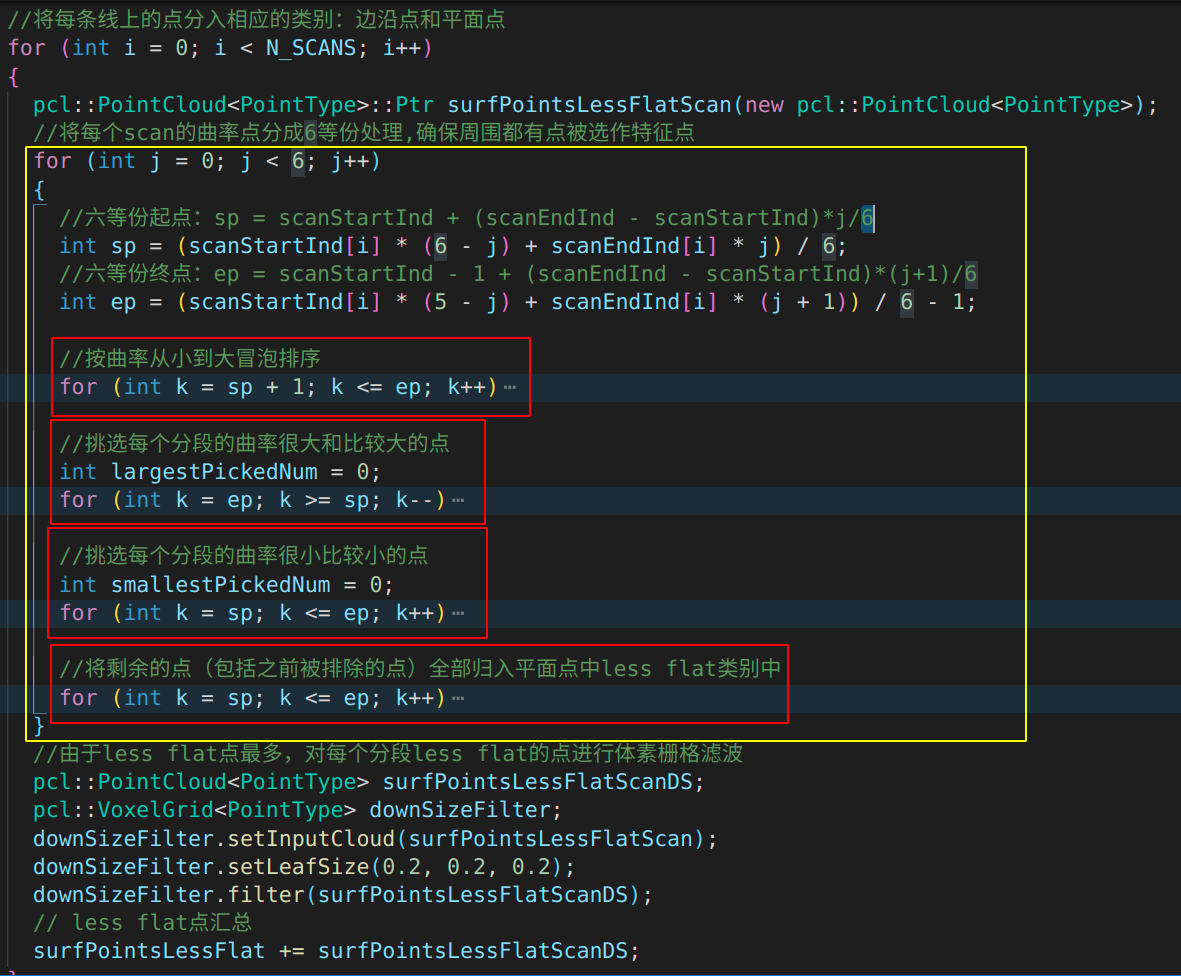 //将每条线上的点分入相应的类别：边沿点和平面点
for (int i = 0; i < N_SCANS; i++)
{
pcl::PointCloud<PointType>::Ptr surfPointsLessFlatScan(new pcl::PointCloud<PointType>);
//将每个scan的曲率点分成6等份处理,确保周围都有点被选作特征点
for (int j = 0; j < 6; j++)
{
//六等份起点：sp = scanStartInd + (scanEndInd - scanStartInd)*j/6
int sp = (scanStartInd[i] * (6 - j) + scanEndInd[i] * j) / 6;
//六等份终点：ep = scanStartInd - 1 + (scanEndInd - scanStartInd)*(j+1)/6
int ep = (scanStartInd[i] * (5 - j) + scanEndInd[i] * (j + 1)) / 6 - 1;
//按曲率从小到大冒泡排序
for (int k = sp + 1; k <= ep; k++)⋯
//挑选每个分段的曲率很大和比较大的点
int largestPickedNum = 0;
for (int k = ep; k >= sp; k--)⋯
//挑选每个分段的曲率很小比较小的点
int smallestPickedNum = 0;
for (int k = sp; k <= ep; k++)⋯
//将剩余的点（包括之前被排除的点）全部归入平面点中less flat类别中
for (int k = sp; k <= ep; k++)⋯
}
//由于less flat点最多，对每个分段less flat的点进行体素栅格滤波
pcl::PointCloud<PointType> surfPointsLessFlatScanDS;
pcl::VoxelGrid<PointType> downSizeFilter;
downSizeFilter.setInputCloud(surfPointsLessFlatScan);
downSizeFilter.setLeafSize(0.2, 0.2, 0.2);
downSizeFilter.filter(surfPointsLessFlatScanDS);
// less flat点汇总
surfPointsLessFlat += surfPointsLessFlatScanDS;
}